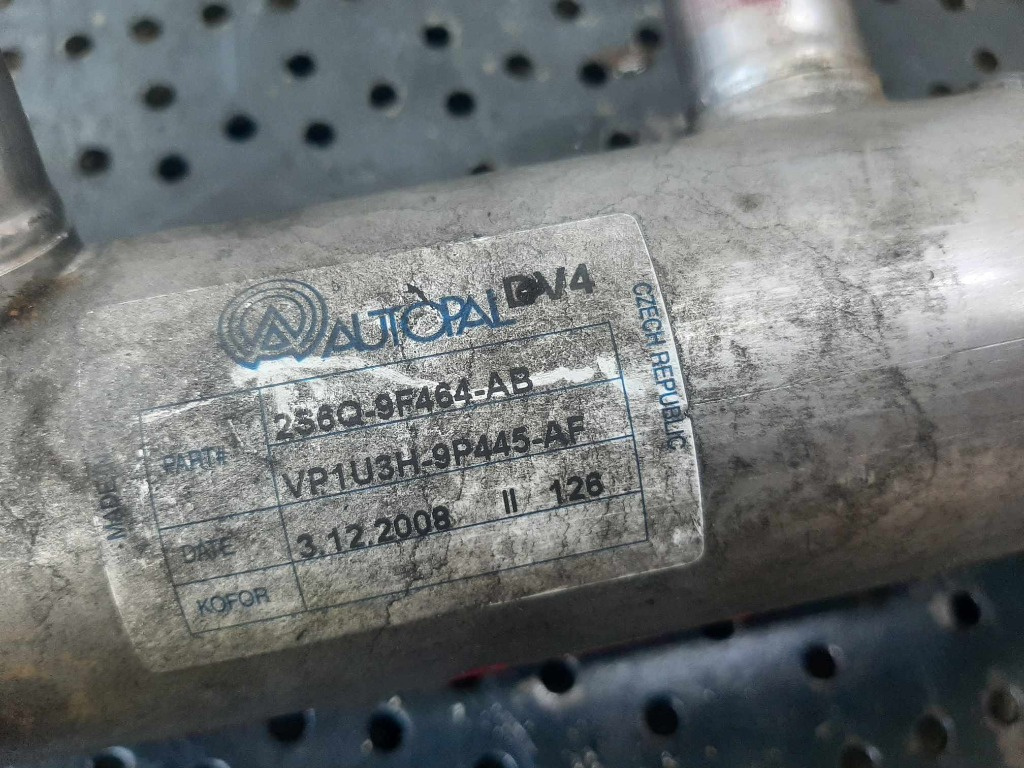 AUTOPAL DV4
PART# 2S6Q-9F464-AB
VP1U3H-9P445-AF
DATE 3.12.2008 II 126
KOFOR
MADE
CZECH REPUBLIC